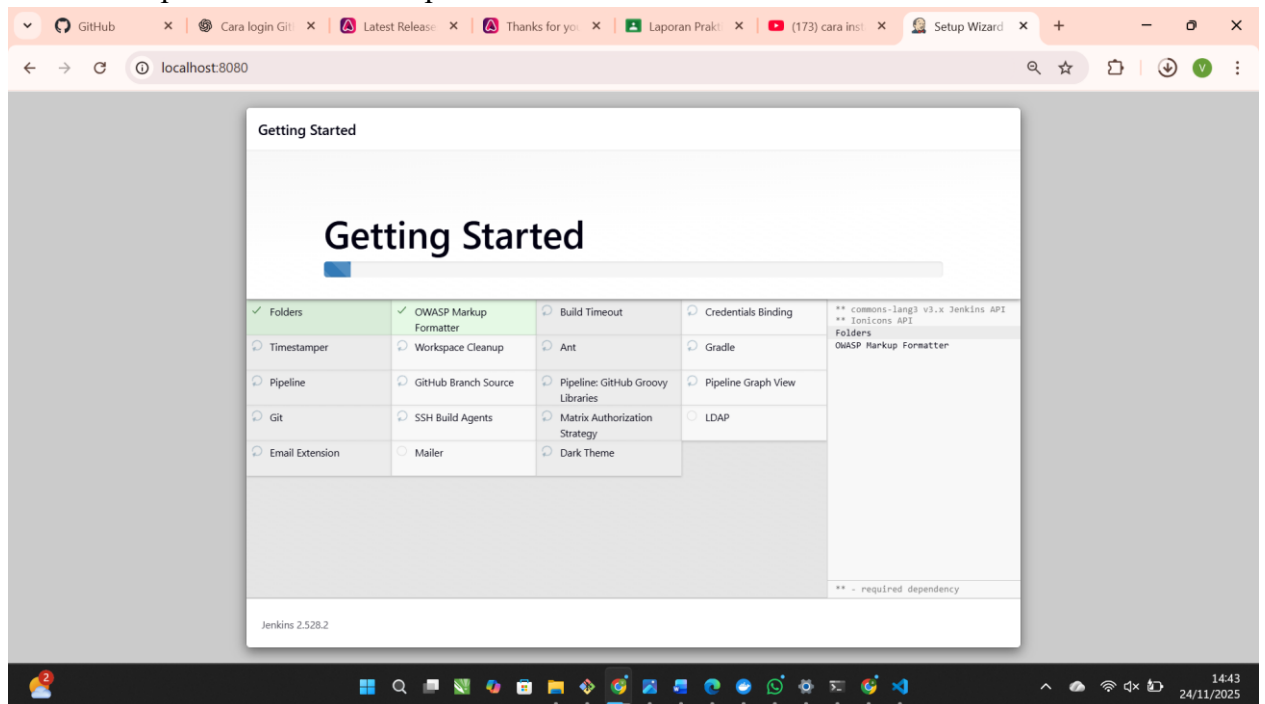 GitHub
Cara login Git
Latest Release
Thanks for you
Laporan Prakt
(173) cara inst
Setup Wizard
localhost:8080
V
Getting Started
Getting Started
Folders
OWASP Markup
Formatter
Build Timeout
Credentials Binding
Timestamper
Workspace Cleanup
Ant
Gradle
Pipeline
GitHub Branch Source
Pipeline: GitHub Groovy
Libraries
Pipeline Graph View
Git
SSH Build Agents
Matrix Authorization
Strategy
LDAP
Email Extension
Mailer
Dark Theme
** commons-lang3 v3.x Jenkins API
** Ionicons API
Folders
OWASP Markup Formatter
** - required dependency
Jenkins 2.528.2
2
14:43
24/11/2025